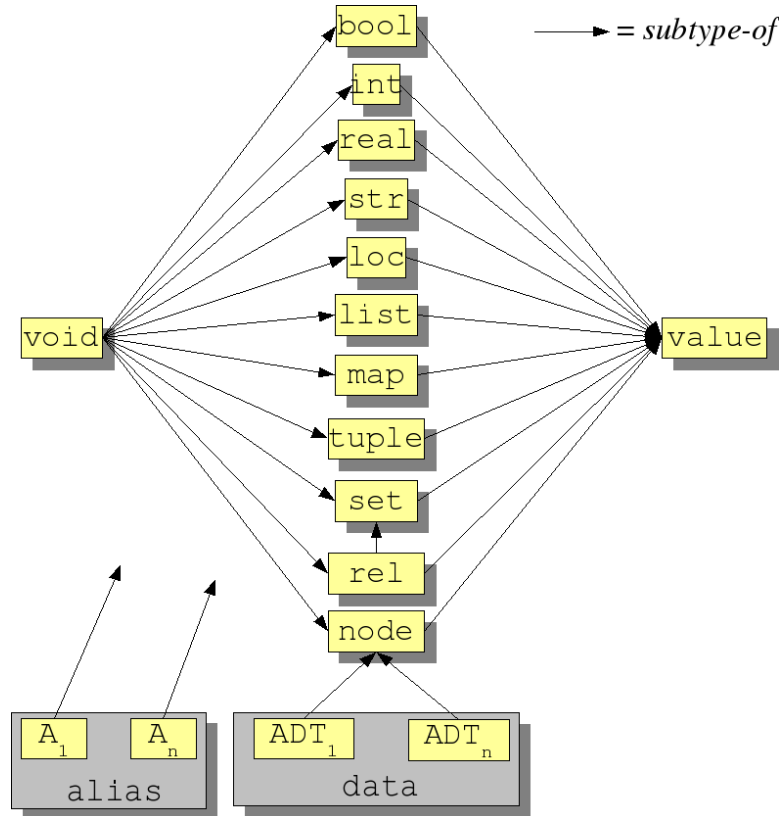 bool
= subtype-of
int
real
str
loc
list
void
value
map
tuple
set
rel
node
A1
An
ADT1
ADTn
alias
data